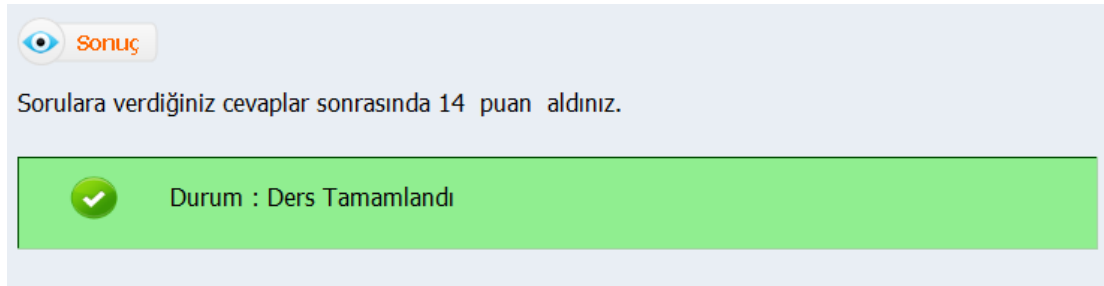 Sonuç
Sorulara verdiğiniz cevaplar sonrasında 14 puan aldınız.
Durum : Ders Tamamlandı